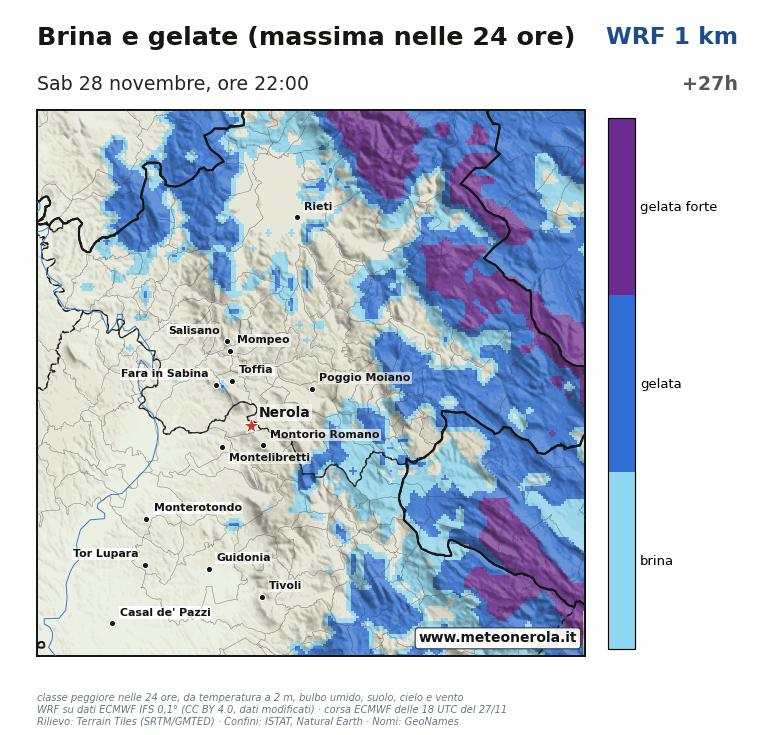 Brina e gelate (massima nelle 24 ore) WRF 1 km
Sab 28 novembre, ore 22:00 +27h
Rieti
Salisano
Mompeo
Fara in Sabina
Toffia
Poggio Moiano
Nerola
Montorio Romano
Montelibretti
Monterotondo
Tor Lupara
Guidonia
Tivoli
Casal de' Pazzi
www.meteonerola.it
gelata forte
gelata
brina
classe peggiore nelle 24 ore, da temperatura a 2 m, bulbo umido, suolo, cielo e vento
WRF su dati ECMWF IFS 0,1° (CC BY 4.0, dati modificati) · corsa ECMWF delle 18 UTC del 27/11
Rilievo: Terrain Tiles (SRTM/GMTED) · Confini: ISTAT, Natural Earth · Nomi: GeoNames